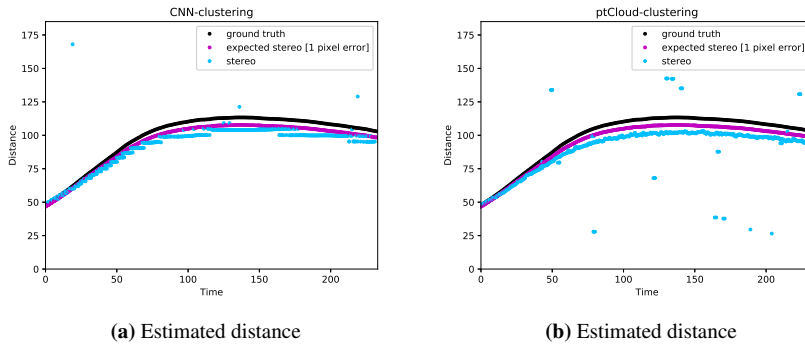 CNN-clustering
ground truth
expected stereo [1 pixel error]
stereo
175
150
125
100
75
50
25
0
Distance
0 50 100 150 200
Time
(a) Estimated distance
ptCloud-clustering
ground truth
expected stereo [1 pixel error]
stereo
175
150
125
100
75
50
25
0
Distance
0 50 100 150 200
Time
(b) Estimated distance